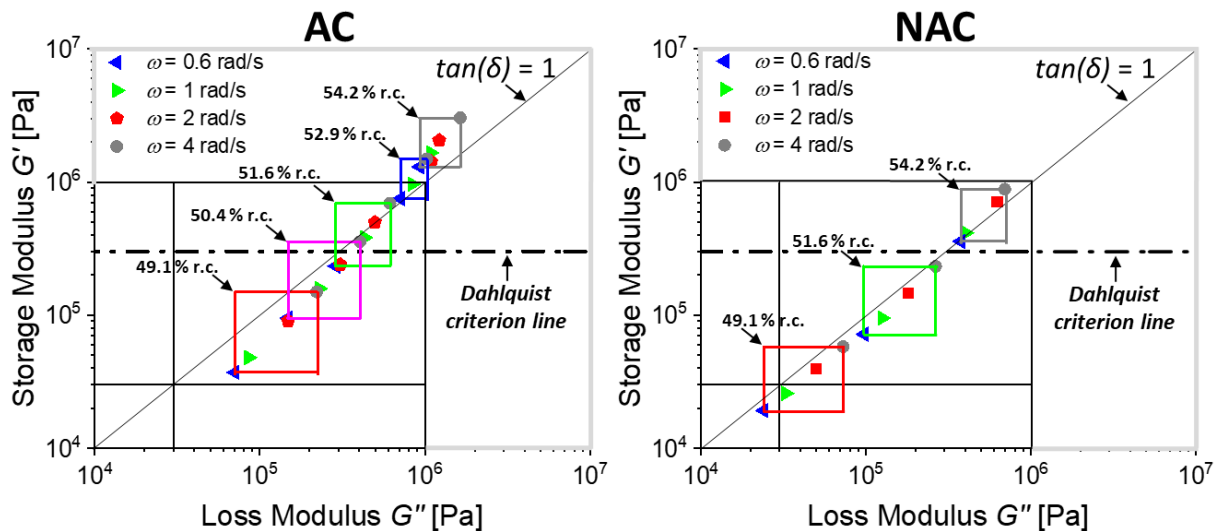 AC
10^7
ω = 0.6 rad/s
ω = 1 rad/s
ω = 2 rad/s
ω = 4 rad/s
tan(δ) = 1
54.2% r.c.
52.9% r.c.
51.6% r.c.
50.4% r.c.
49.1% r.c.
Dahlquist
criterion line
10^6
10^5
10^4
Storage Modulus G′ [Pa]
10^4 10^5 10^6 10^7
Loss Modulus G″ [Pa]
NAC
10^7
ω = 0.6 rad/s
ω = 1 rad/s
ω = 2 rad/s
ω = 4 rad/s
tan(δ) = 1
54.2% r.c.
51.6% r.c.
49.1% r.c.
Dahlquist
criterion line
10^6
10^5
10^4
Storage Modulus G′ [Pa]
10^4 10^5 10^6 10^7
Loss Modulus G″ [Pa]